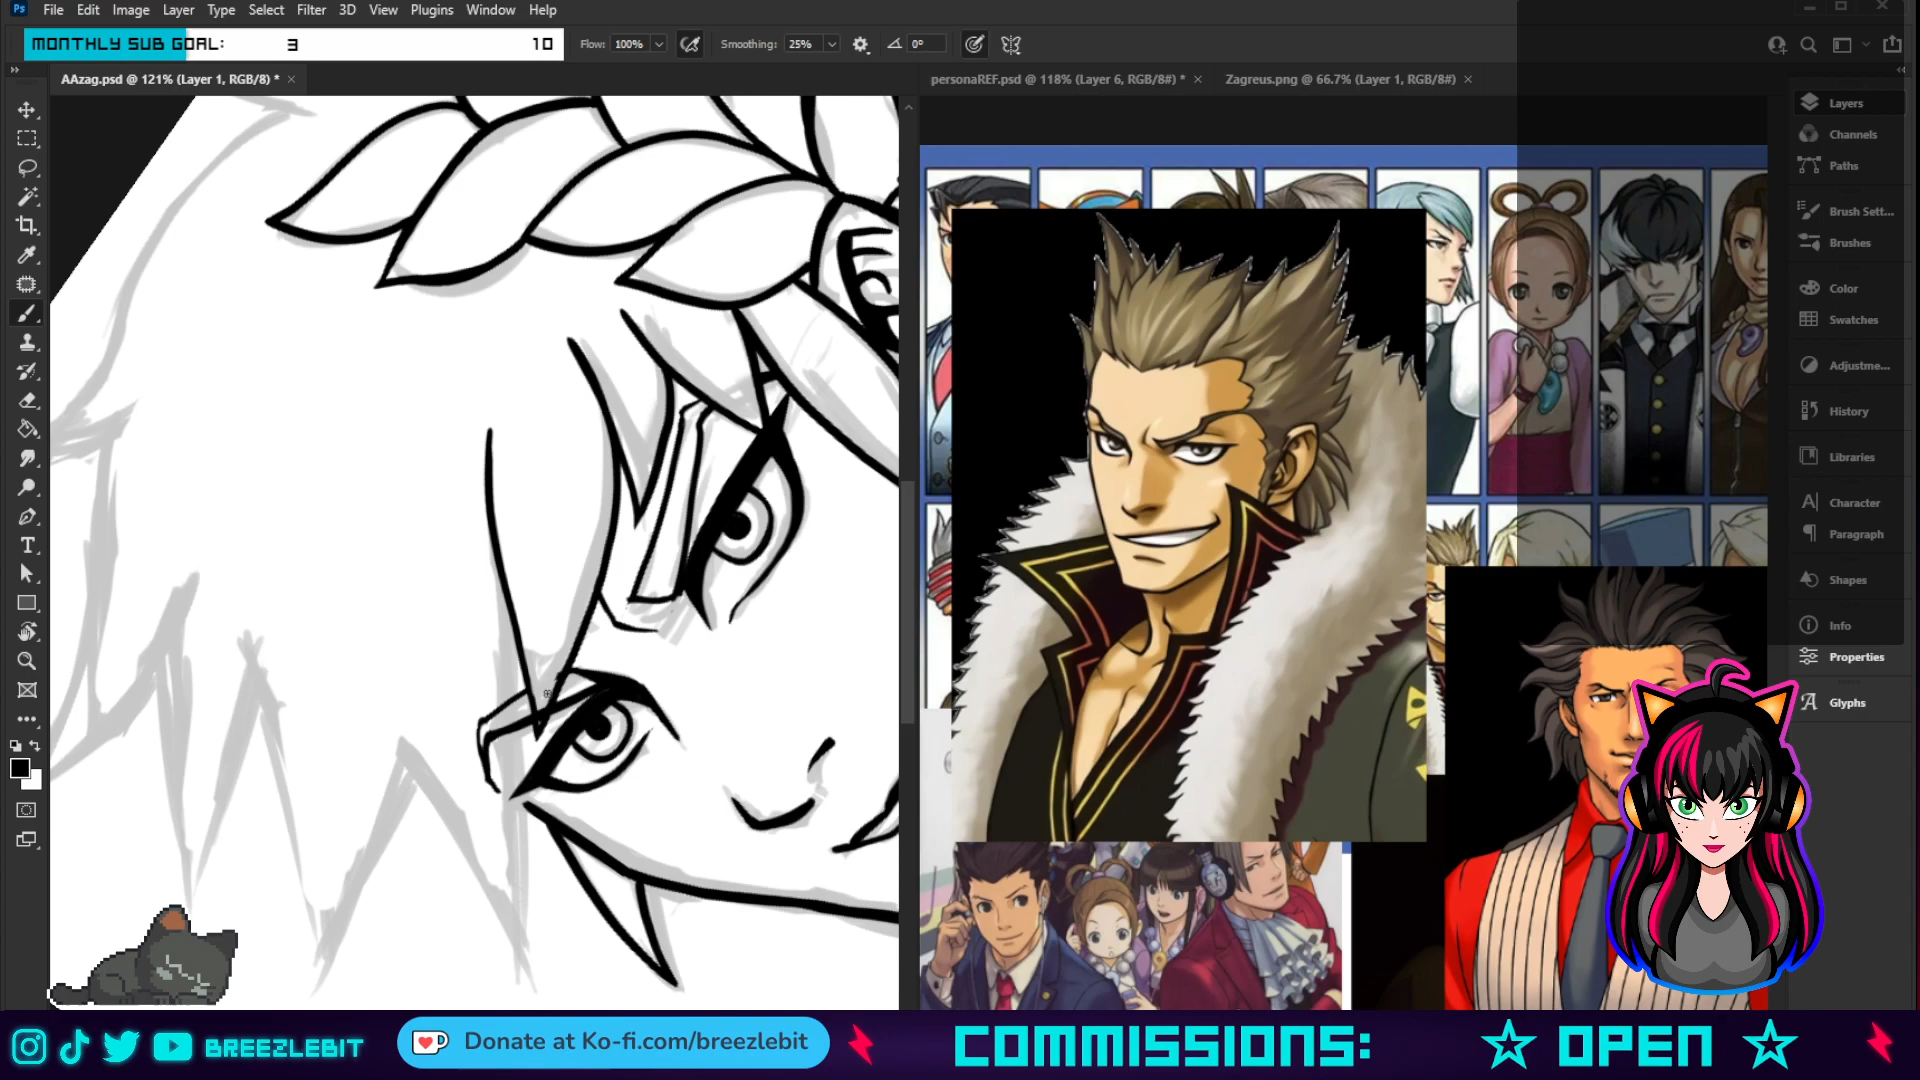 Ps File Edit Image Layer Type Select Filter 3D View Plugins Window Help
MONTHLY SUB GOAL: 3 10
Flow: 100% Smoothing: 25% 0°
AAzag.psd @ 121% (Layer 1, RGB/8) *
personaREF.psd @ 118% (Layer 6, RGB/8#) *
Zagreus.png @ 66.7% (Layer 1, RGB/8#)
Layers
Channels
Paths
Brush Sett...
Brushes
Color
Swatches
Adjustme...
History
Libraries
Character
Paragraph
Shapes
Info
Properties
Glyphs
BREEZLEBIT
Donate at Ko-fi.com/breezlebit
COMMISSIONS: OPEN